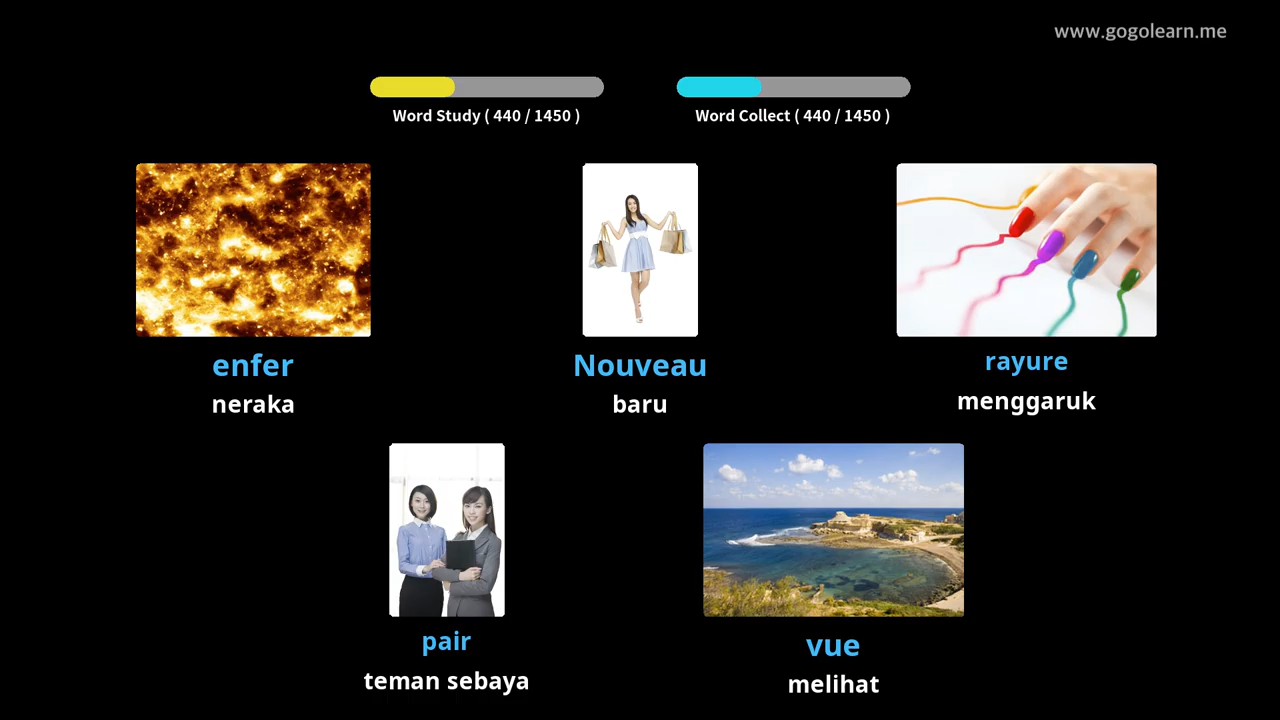 www.gogolearn.me
Word Study ( 440 / 1450 )
Word Collect ( 440 / 1450 )
enfer
neraka
Nouveau
baru
rayure
menggaruk
pair
teman sebaya
vue
melihat